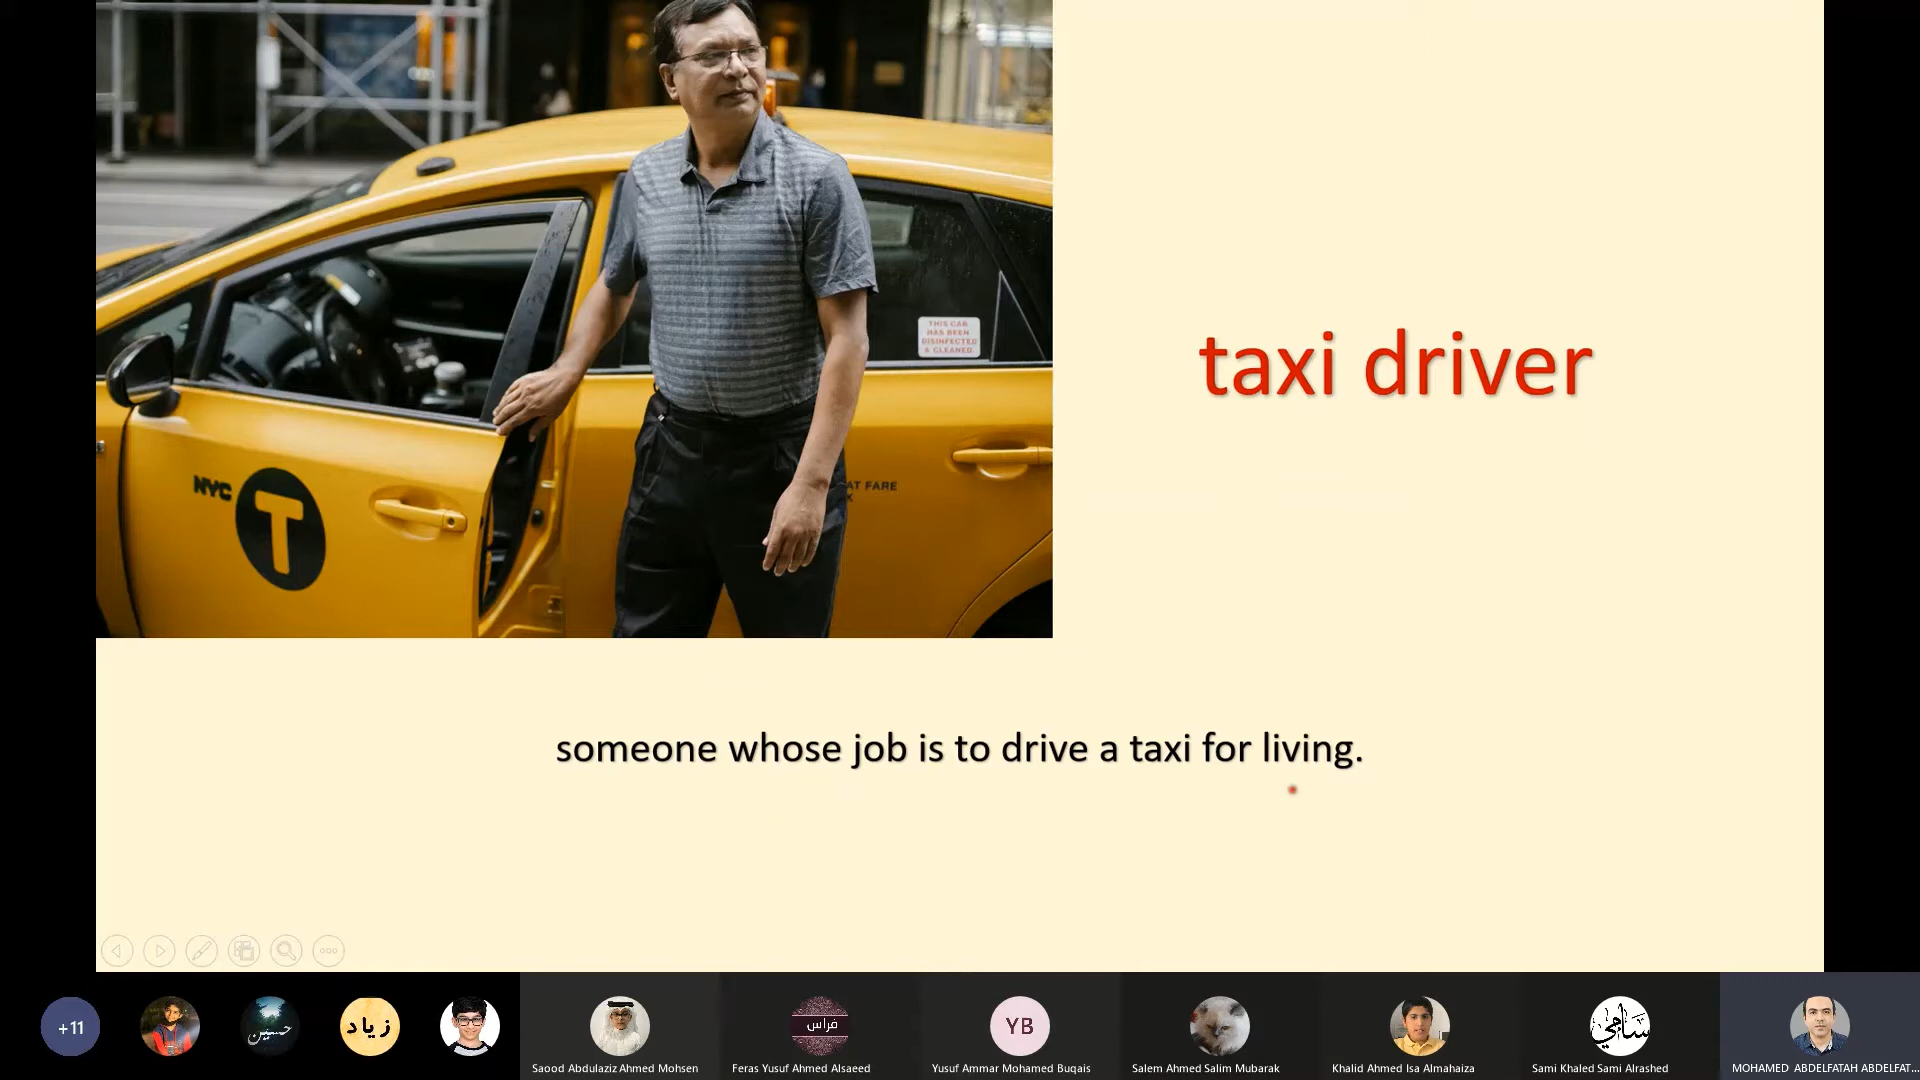 THIS CAR
HAS BEEN
DISINFECTED
& CLEANED
taxi driver
NYC
T
AT FARE
X
someone whose job is to drive a taxi for living.
+11
حسنين
زياد
فراس
YB
سامي
Saood Abdulaziz Ahmed Mohsen
Feras Yusuf Ahmed Alsaeed
Yusuf Ammar Mohamed Buqais
Salem Ahmed Salim Mubarak
Khalid Ahmed Isa Almahaiza
Sami Khaled Sami Alrashed
MOHAMED ABDELFATAH ABDELFAT...